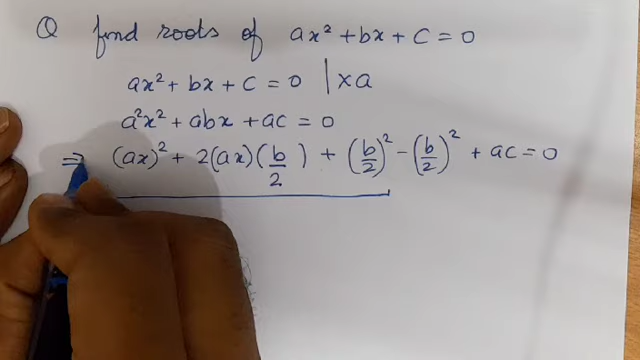 Q find roots of ax² + bx + c = 0
ax² + bx + c = 0 | × a
a²x² + abx + ac = 0
⇒ (ax)² + 2(ax)(b/2) + (b/2)² - (b/2)² + ac = 0